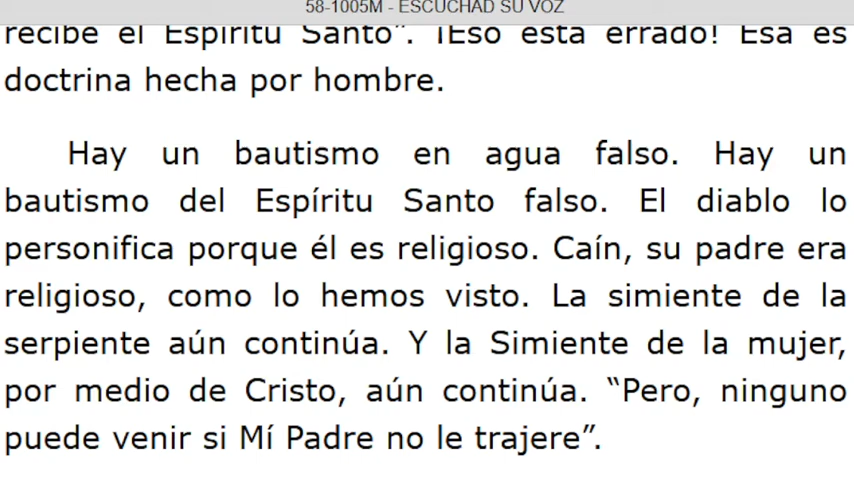 58-1005M - ESCUCHAD SU VOZ
recibe el Espíritu Santo”. ¡Eso está errado! Esa es
doctrina hecha por hombre.
Hay un bautismo en agua falso. Hay un
bautismo del Espíritu Santo falso. El diablo lo
personifica porque él es religioso. Caín, su padre era
religioso, como lo hemos visto. La simiente de la
serpiente aún continúa. Y la Simiente de la mujer,
por medio de Cristo, aún continúa. “Pero, ninguno
puede venir si Mí Padre no le trajere”.